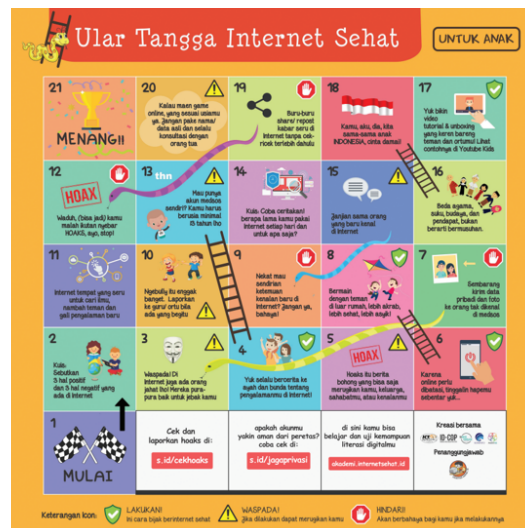 Ular Tangga Internet Sehat
UNTUK ANAK
21
MENANG!!
20
Kalau maen game
online, yang sesuai usiamu
ya. Jangan pake nama/
data asli dan selalu
konsultasi dengan
orang tua
19
Buru-buru
share/ repost
kabar seru di
internet tanpa cek-
ricek terlebih dahulu
18
Kamu, aku, dia, kita
sama-sama anak
INDONESIA, cinta damai!
17
Yuk bikin
video
tutorial & unboxing
yang keren bareng
teman dan ortumu! Lihat
contohnya di Youtube Kids
12
HOAX
Waduh, (bisa jadi) kamu
malah ikutan nyebar
HOAKS, ayo, stop!
13 thn
Mau punya
akun medsos
sendiri? Kamu harus
berusia minimal
13 tahun lho
14
Kuis: Coba ceritakan!
berapa lama kamu pakai
internet setiap hari dan
untuk apa saja?
15
Janjian sama orang
yang baru kenal
di internet
16
Beda agama,
suku, budaya, dan
pendapat, bukan
berarti bermusuhan.
11
Internet tempat yang seru
untuk cari ilmu,
nambah teman dan
gali pengalaman baru
10
Ngebully itu enggak
banget. Laporkan
ke guru/ ortu bila
ada yang begitu
9
Nekat mau
sendirian
ketemuan
kenalan baru di
internet? Jangan ya,
bahaya!
8
Bermain
dengan teman
di luar rumah, lebih akrab,
lebih sehat, lebih asyik!
7
Sembarang
kirim data
pribadi dan foto
ke orang tak dikenal
di medsos
2
Kuis:
Sebutkan
3 hal positif
dan 3 hal negatif yang
ada di internet
3
Waspada! Di
internet juga ada orang
jahat lho! Mereka pura-
pura baik untuk jebak kamu
4
Yuk selalu bercerita ke
ayah dan bunda tentang
pengalamanmu di internet!
5
HOAX
Hoaks itu berita
bohong yang bisa saja
merugikan kamu, keluarga,
sahabatmu, atau kenalanmu
6
Karena
online perlu
dibatasi, tinggalin hapemu
sebentar yuk...
1
MULAI
Cek dan
laporkan hoaks di:
s.id/cekhoaks
apakah akunmu
yakin aman dari peretas?
coba cek di:
s.id/jagaprivasi
di sini kamu bisa
belajar dan uji kemampuan
literasi digitalmu
akademi.internetsehat.id
Kreasi bersama
ID-COP
Penanggungjawab
Keterangan Icon:
LAKUKAN!
Ini cara bijak berinternet sehat
WASPADA!
Jika dilakukan dapat merugikan kamu
HINDARI!
Akan berbahaya bagi kamu jika melakukannya